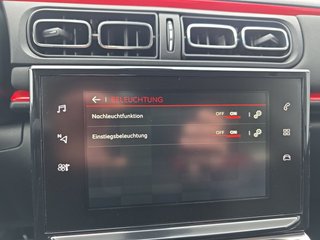 BELEUCHTUNG
Nachleuchtfunktion OFF ON
Einstiegsbeleuchtung OFF ON
N